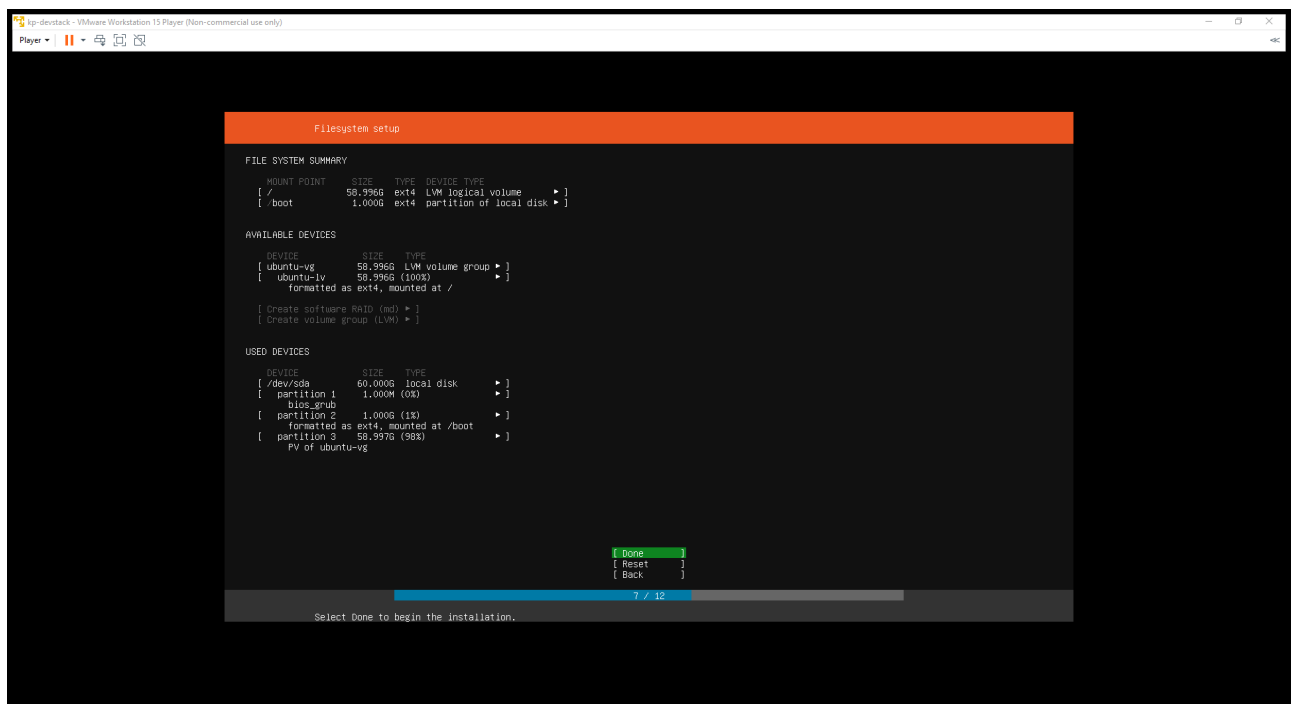 kp-devstack - VMware Workstation 15 Player (Non-commercial use only)
Player
Filesystem setup
FILE SYSTEM SUMMARY
MOUNT POINT SIZE TYPE DEVICE TYPE
[ / 58.996G ext4 LVM logical volume ▸ ]
[ /boot 1.000G ext4 partition of local disk ▸ ]
AVAILABLE DEVICES
DEVICE SIZE TYPE
[ ubuntu-vg 58.996G LVM volume group ▸ ]
[ ubuntu-lv 58.996G (100%) ▸ ]
formatted as ext4, mounted at /
[ Create software RAID (md) ▸ ]
[ Create volume group (LVM) ▸ ]
USED DEVICES
DEVICE SIZE TYPE
[ /dev/sda 60.000G local disk ▸ ]
[ partition 1 1.000M (0%) ▸ ]
bios_grub
[ partition 2 1.000G (1%) ▸ ]
formatted as ext4, mounted at /boot
[ partition 3 58.997G (98%) ▸ ]
PV of ubuntu-vg
[ Done ]
[ Reset ]
[ Back ]
7 / 12
Select Done to begin the installation.